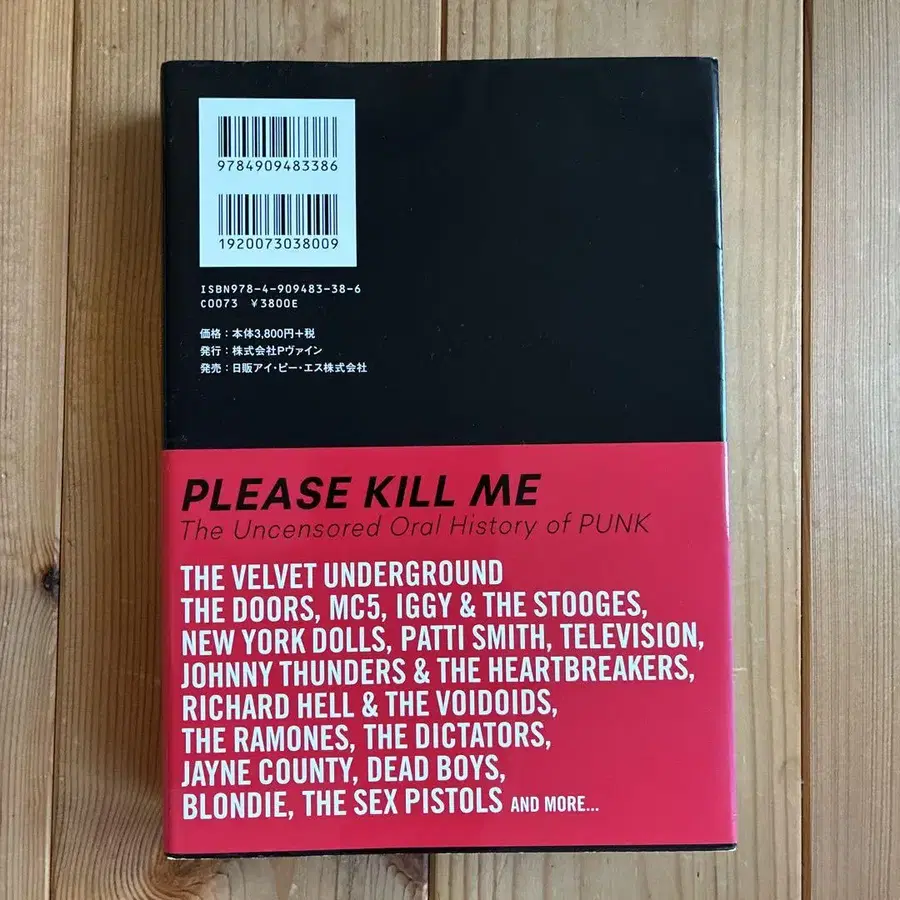 9784909483386
1920073038009
ISBN978-4-909483-38-6
C0073 ¥3800E
価格：本体3,800円+税
発行：株式会社Pヴァイン
発売：日販アイ・ピー・エス株式会社
PLEASE KILL ME
The Uncensored Oral History of PUNK
THE VELVET UNDERGROUND
THE DOORS, MC5, IGGY & THE STOOGES,
NEW YORK DOLLS, PATTI SMITH, TELEVISION,
JOHNNY THUNDERS & THE HEARTBREAKERS,
RICHARD HELL & THE VOIDOIDS,
THE RAMONES, THE DICTATORS,
JAYNE COUNTY, DEAD BOYS,
BLONDIE, THE SEX PISTOLS AND MORE...